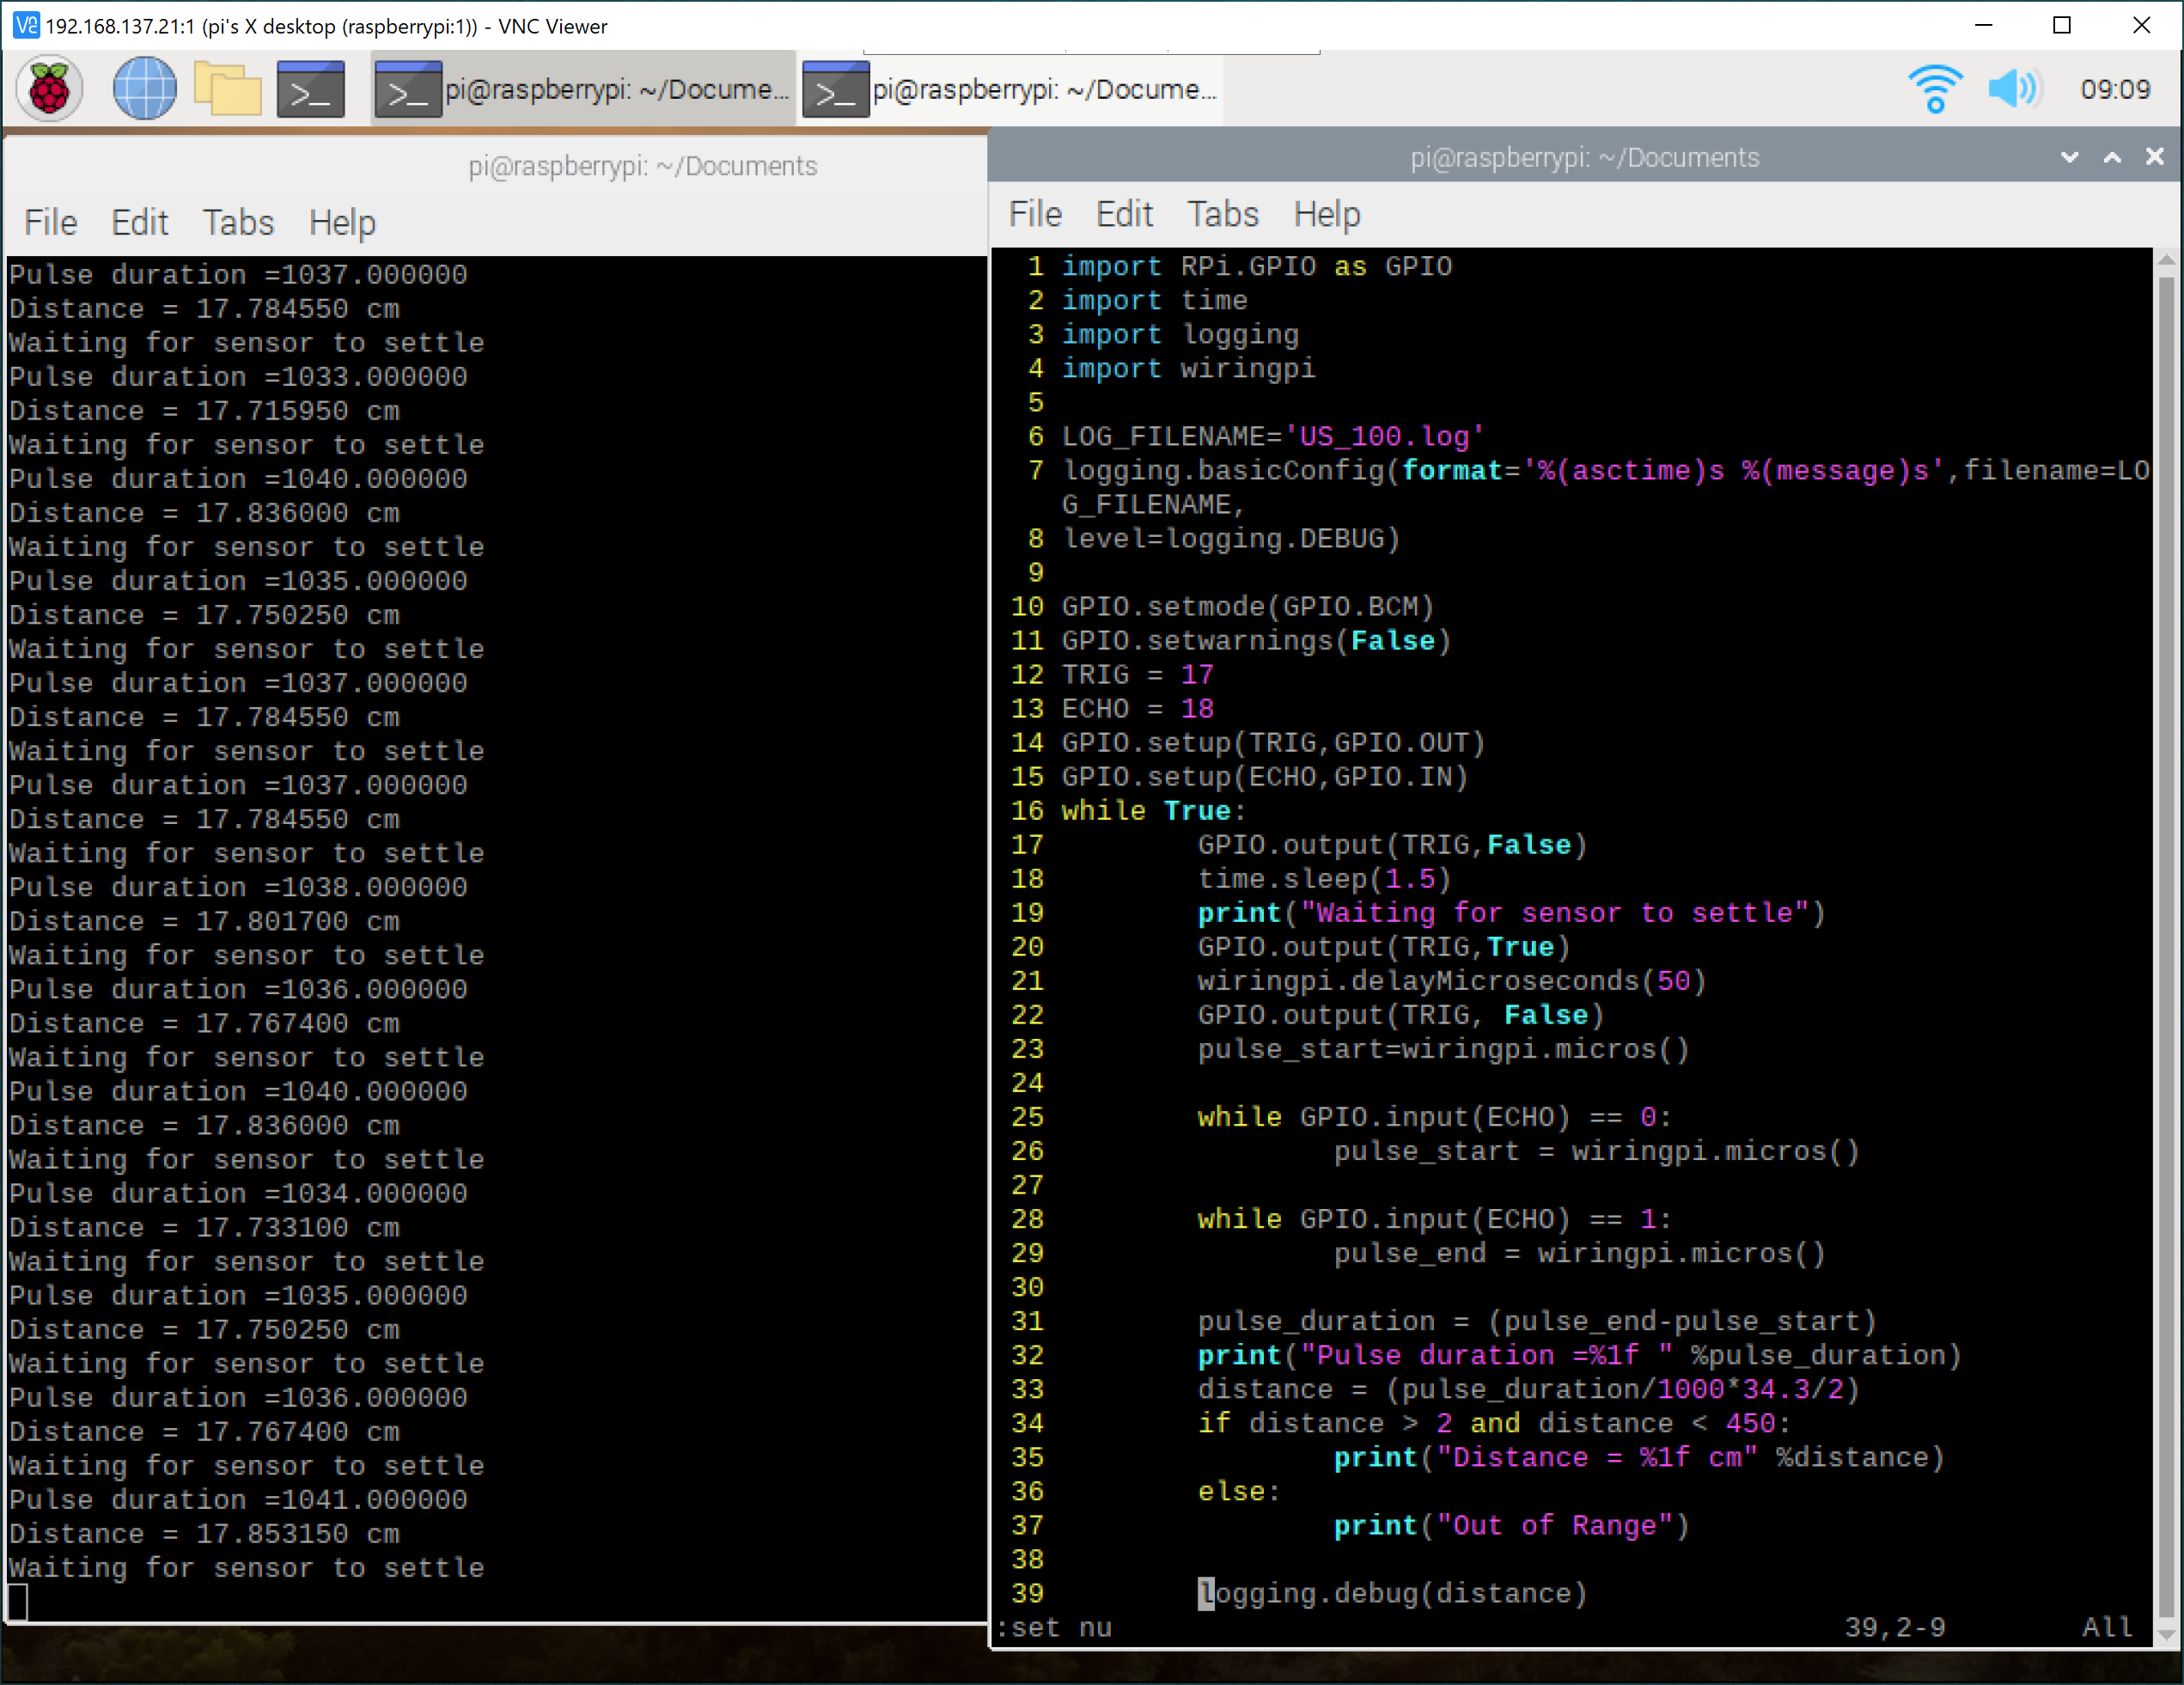 192.168.137.21:1 (pi's X desktop (raspberrypi:1)) - VNC Viewer
pi@raspberrypi: ~/Docume...
pi@raspberrypi: ~/Docume...
09:09
pi@raspberrypi: ~/Documents
File Edit Tabs Help
Pulse duration =1037.000000
Distance = 17.784550 cm
Waiting for sensor to settle
Pulse duration =1033.000000
Distance = 17.715950 cm
Waiting for sensor to settle
Pulse duration =1040.000000
Distance = 17.836000 cm
Waiting for sensor to settle
Pulse duration =1035.000000
Distance = 17.750250 cm
Waiting for sensor to settle
Pulse duration =1037.000000
Distance = 17.784550 cm
Waiting for sensor to settle
Pulse duration =1037.000000
Distance = 17.784550 cm
Waiting for sensor to settle
Pulse duration =1038.000000
Distance = 17.801700 cm
Waiting for sensor to settle
Pulse duration =1036.000000
Distance = 17.767400 cm
Waiting for sensor to settle
Pulse duration =1040.000000
Distance = 17.836000 cm
Waiting for sensor to settle
Pulse duration =1034.000000
Distance = 17.733100 cm
Waiting for sensor to settle
Pulse duration =1035.000000
Distance = 17.750250 cm
Waiting for sensor to settle
Pulse duration =1036.000000
Distance = 17.767400 cm
Waiting for sensor to settle
Pulse duration =1041.000000
Distance = 17.853150 cm
Waiting for sensor to settle
pi@raspberrypi: ~/Documents
File Edit Tabs Help
1 import RPi.GPIO as GPIO
2 import time
3 import logging
4 import wiringpi
5
6 LOG_FILENAME='US_100.log'
7 logging.basicConfig(format='%(asctime)s %(message)s',filename=LO
G_FILENAME,
8 level=logging.DEBUG)
9
10 GPIO.setmode(GPIO.BCM)
11 GPIO.setwarnings(False)
12 TRIG = 17
13 ECHO = 18
14 GPIO.setup(TRIG,GPIO.OUT)
15 GPIO.setup(ECHO,GPIO.IN)
16 while True:
17         GPIO.output(TRIG,False)
18         time.sleep(1.5)
19         print("Waiting for sensor to settle")
20         GPIO.output(TRIG,True)
21         wiringpi.delayMicroseconds(50)
22         GPIO.output(TRIG, False)
23         pulse_start=wiringpi.micros()
24
25         while GPIO.input(ECHO) == 0:
26                 pulse_start = wiringpi.micros()
27
28         while GPIO.input(ECHO) == 1:
29                 pulse_end = wiringpi.micros()
30
31         pulse_duration = (pulse_end-pulse_start)
32         print("Pulse duration =%1f " %pulse_duration)
33         distance = (pulse_duration/1000*34.3/2)
34         if distance > 2 and distance < 450:
35                 print("Distance = %1f cm" %distance)
36         else:
37                 print("Out of Range")
38
39         logging.debug(distance)
:set nu 39,2-9 All